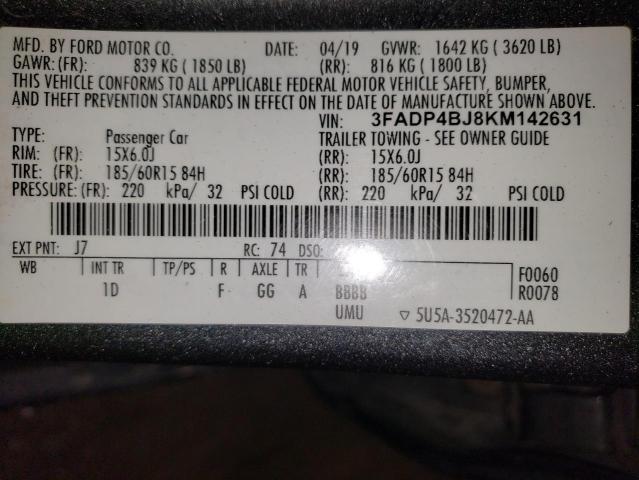 MFD. BY FORD MOTOR CO. DATE: 04/19 GVWR: 1642 KG ( 3620 LB)
GAWR: (FR): 839 KG ( 1850 LB) (RR): 816 KG ( 1800 LB)
THIS VEHICLE CONFORMS TO ALL APPLICABLE FEDERAL MOTOR VEHICLE SAFETY, BUMPER,
AND THEFT PREVENTION STANDARDS IN EFFECT ON THE DATE OF MANUFACTURE SHOWN ABOVE.
VIN: 3FADP4BJ8KM142631
TYPE: Passenger Car TRAILER TOWING - SEE OWNER GUIDE
RIM: (FR): 15X6.0J (RR): 15X6.0J
TIRE: (FR): 185/60R15 84H (RR): 185/60R15 84H
PRESSURE: (FR): 220 kPa/ 32 PSI COLD (RR): 220 kPa/ 32 PSI COLD
EXT PNT: J7 RC: 74 DSO:
WB INT TR TP/PS R AXLE TR F0060
1D F GG A BBBB R0078
UMU ▽ 5U5A-3520472-AA